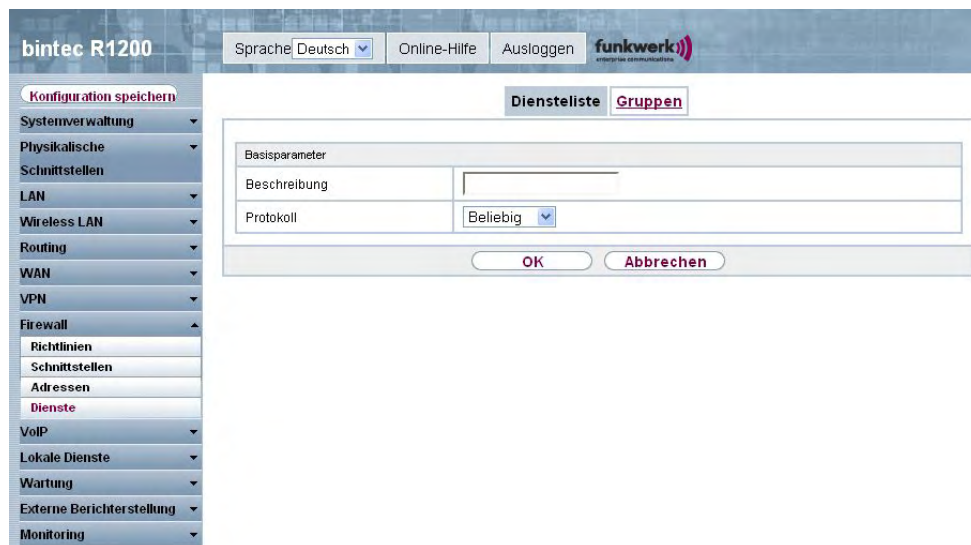 bintec R1200
Sprache Deutsch
Online-Hilfe
Ausloggen
funkwerk
enterprise communications
Konfiguration speichern
Systemverwaltung
Physikalische
Schnittstellen
LAN
Wireless LAN
Routing
WAN
VPN
Firewall
Richtlinien
Schnittstellen
Adressen
Dienste
VoIP
Lokale Dienste
Wartung
Externe Berichterstellung
Monitoring
Diensteliste
Gruppen
Basisparameter
Beschreibung
Protokoll
Beliebig
OK
Abbrechen